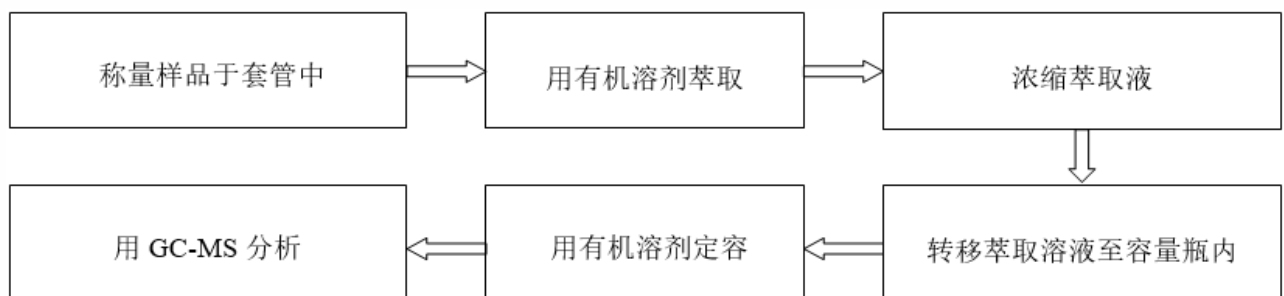 称量样品于套管中
用有机溶剂萃取
浓缩萃取液
转移萃取溶液至容量瓶内
用有机溶剂定容
用 GC-MS 分析